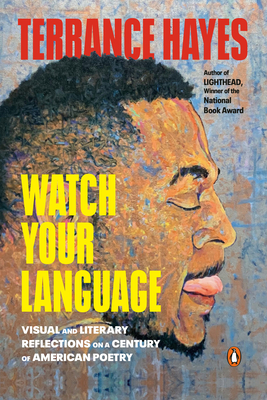 TERRANCE HAYES
Author of
LIGHTHEAD,
Winner of the
National
Book Award
WATCH
YOUR
LANGUAGE
VISUAL AND LITERARY
REFLECTIONS ON A CENTURY
OF AMERICAN POETRY